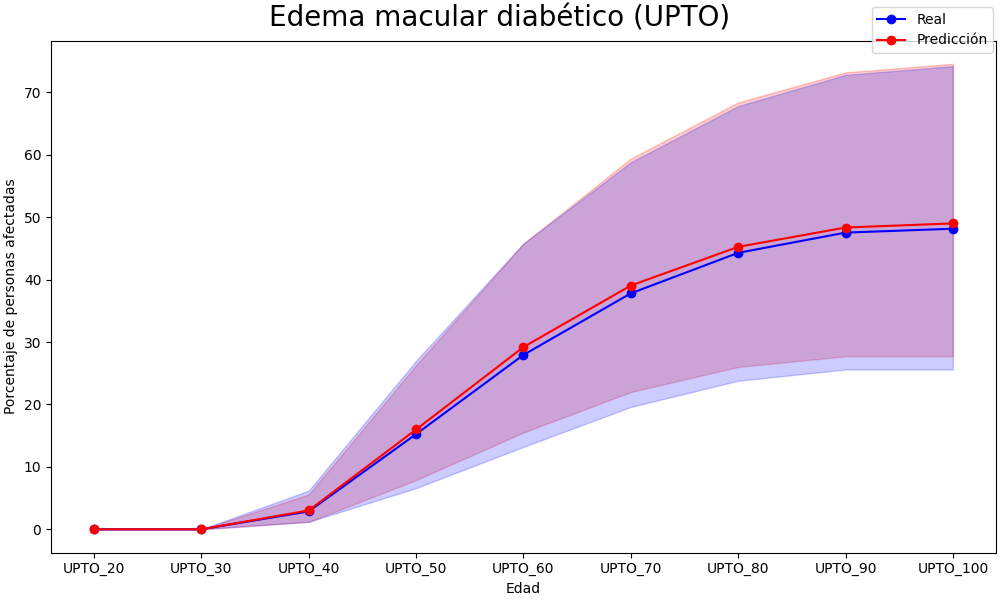 Edema macular diabético (UPTO)
Real
Predicción
Porcentaje de personas afectadas
70
60
50
40
30
20
10
0
UPTO_20 UPTO_30 UPTO_40 UPTO_50 UPTO_60 UPTO_70 UPTO_80 UPTO_90 UPTO_100
Edad